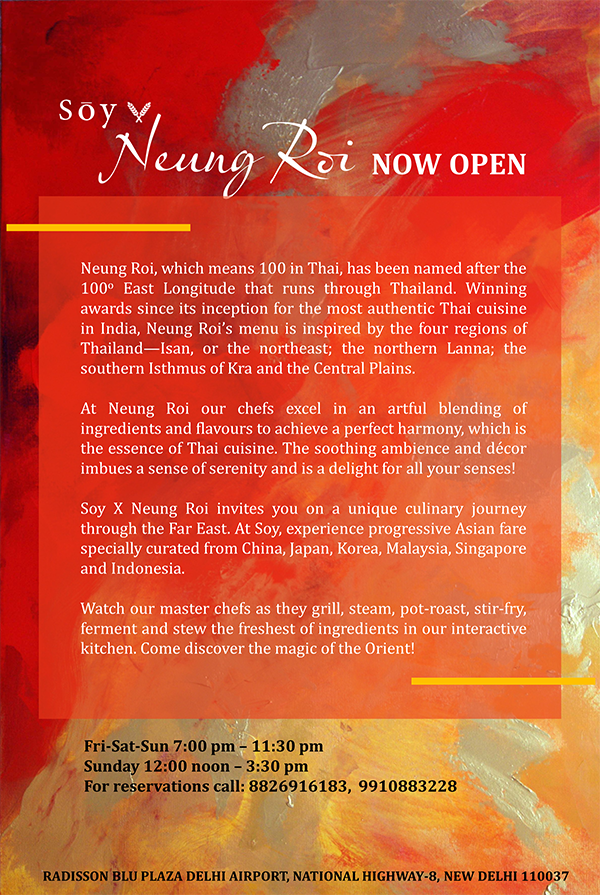 Sōy
Neung Roi NOW OPEN
Neung Roi, which means 100 in Thai, has been named after the
100º East Longitude that runs through Thailand. Winning
awards since its inception for the most authentic Thai cuisine
in India, Neung Roi’s menu is inspired by the four regions of
Thailand—Isan, or the northeast; the northern Lanna; the
southern Isthmus of Kra and the Central Plains.
At Neung Roi our chefs excel in an artful blending of
ingredients and flavours to achieve a perfect harmony, which is
the essence of Thai cuisine. The soothing ambience and décor
imbues a sense of serenity and is a delight for all your senses!
Soy X Neung Roi invites you on a unique culinary journey
through the Far East. At Soy, experience progressive Asian fare
specially curated from China, Japan, Korea, Malaysia, Singapore
and Indonesia.
Watch our master chefs as they grill, steam, pot-roast, stir-fry,
ferment and stew the freshest of ingredients in our interactive
kitchen. Come discover the magic of the Orient!
Fri-Sat-Sun 7:00 pm – 11:30 pm
Sunday 12:00 noon – 3:30 pm
For reservations call: 8826916183, 9910883228
RADISSON BLU PLAZA DELHI AIRPORT, NATIONAL HIGHWAY-8, NEW DELHI 110037